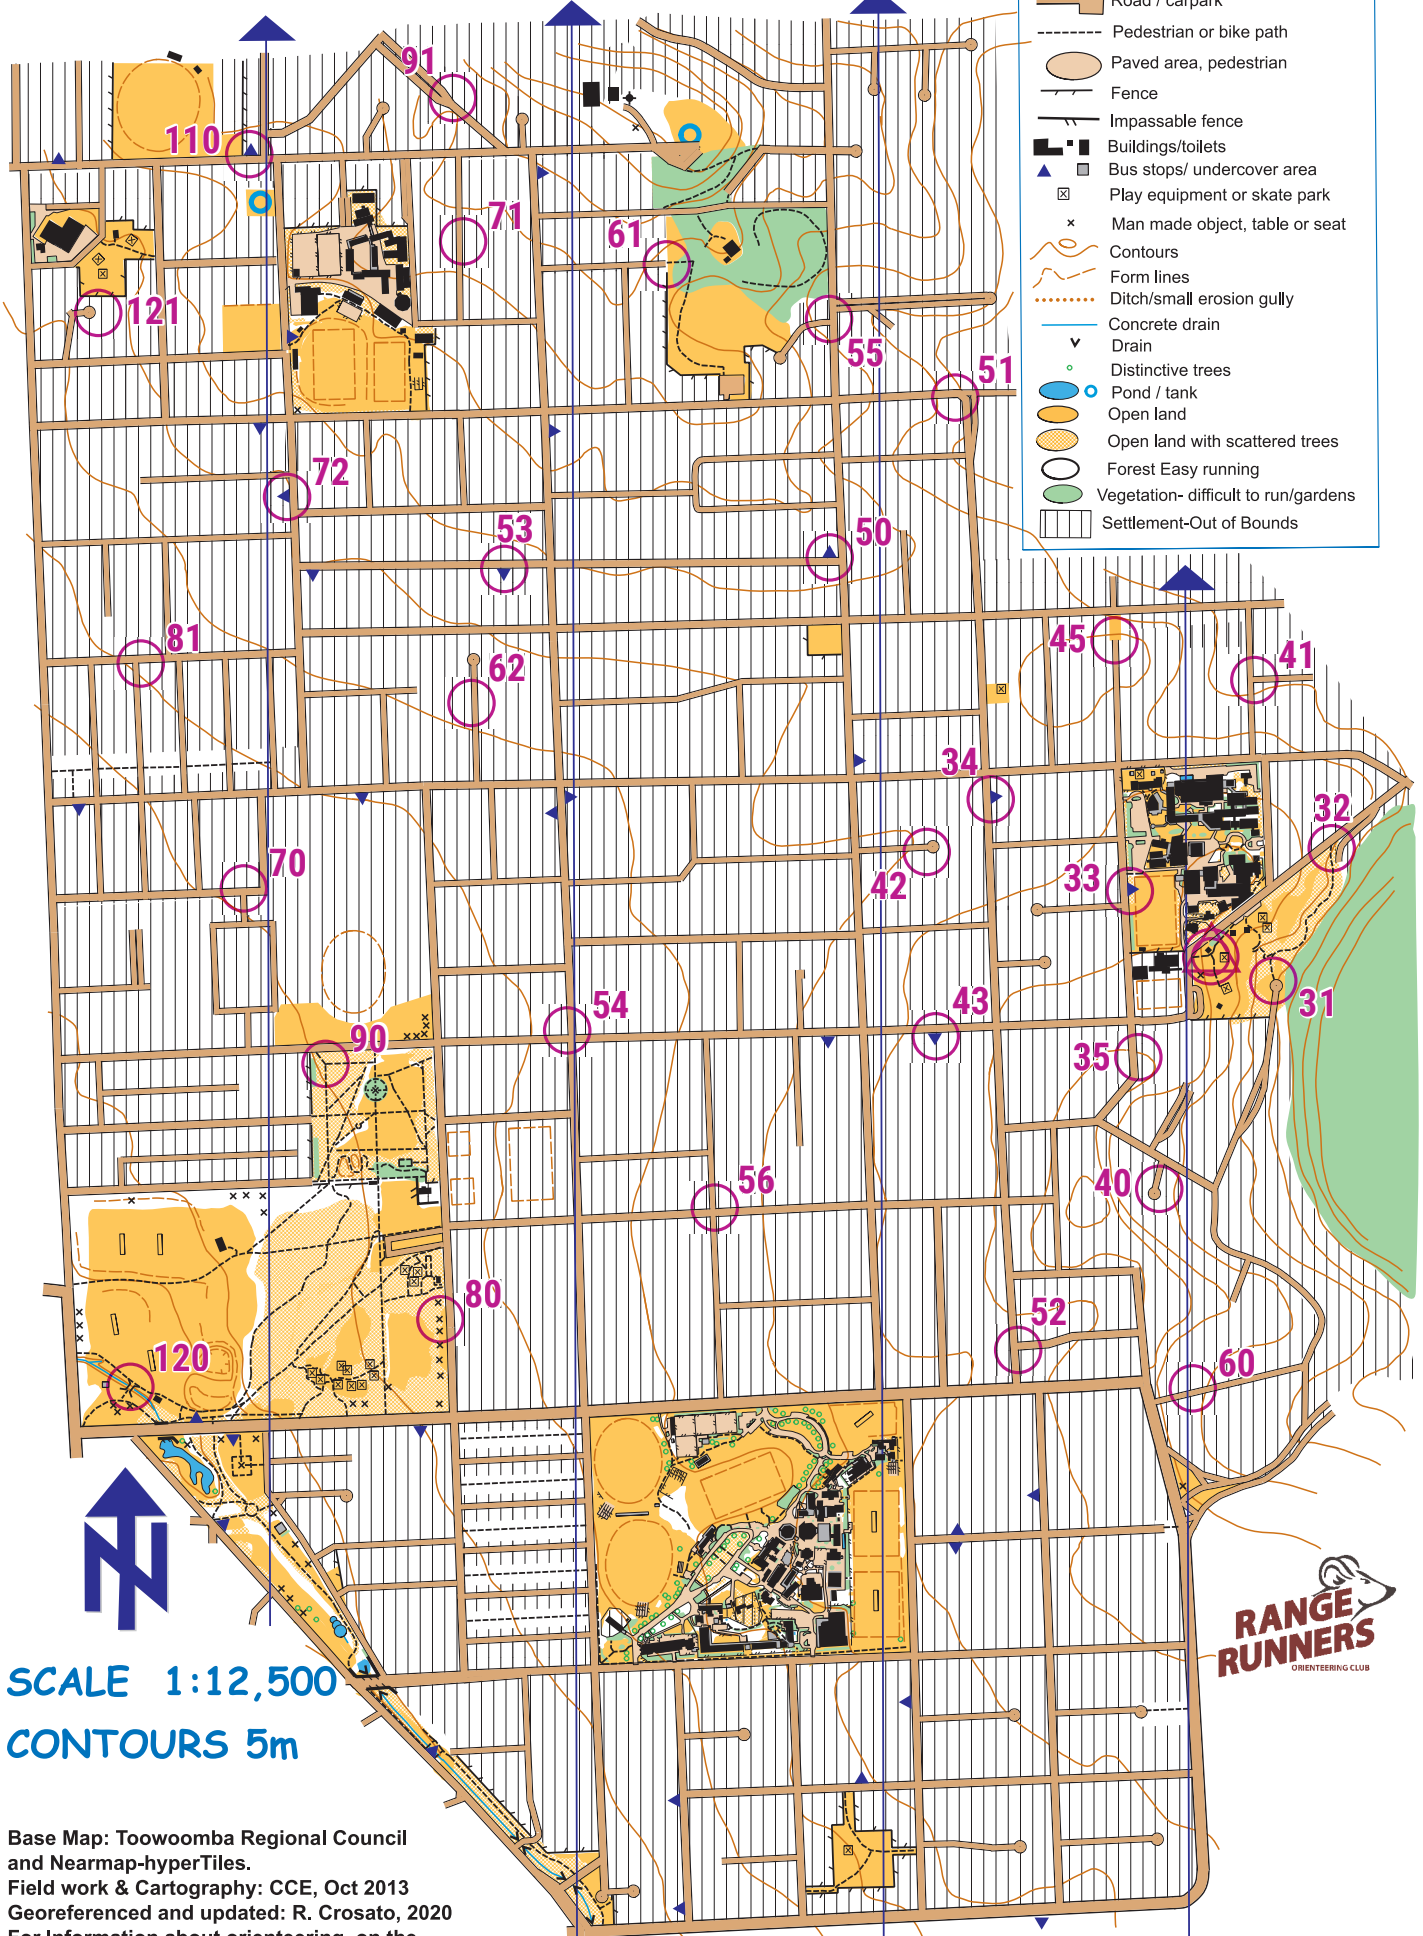 Road / carpark
Pedestrian or bike path
Paved area, pedestrian
Fence
Impassable fence
Buildings/toilets
Bus stops/ undercover area
Play equipment or skate park
Man made object, table or seat
Contours
Form lines
Ditch/small erosion gully
Concrete drain
Drain
Distinctive trees
Pond / tank
Open land
Open land with scattered trees
Forest Easy running
Vegetation- difficult to run/gardens
Settlement-Out of Bounds
91
110
71
61
121
55
51
72
53
50
81
62
45
41
34
32
70
42
33
54
43
31
90
35
56
40
80
52
120
60
N
RANGE
RUNNERS
ORIENTEERING CLUB
SCALE 1:12,500
CONTOURS 5m
Base Map: Toowoomba Regional Council
and Nearmap-hyperTiles.
Field work & Cartography: CCE, Oct 2013
Georeferenced and updated: R. Crosato, 2020
For Information about orienteering, on the